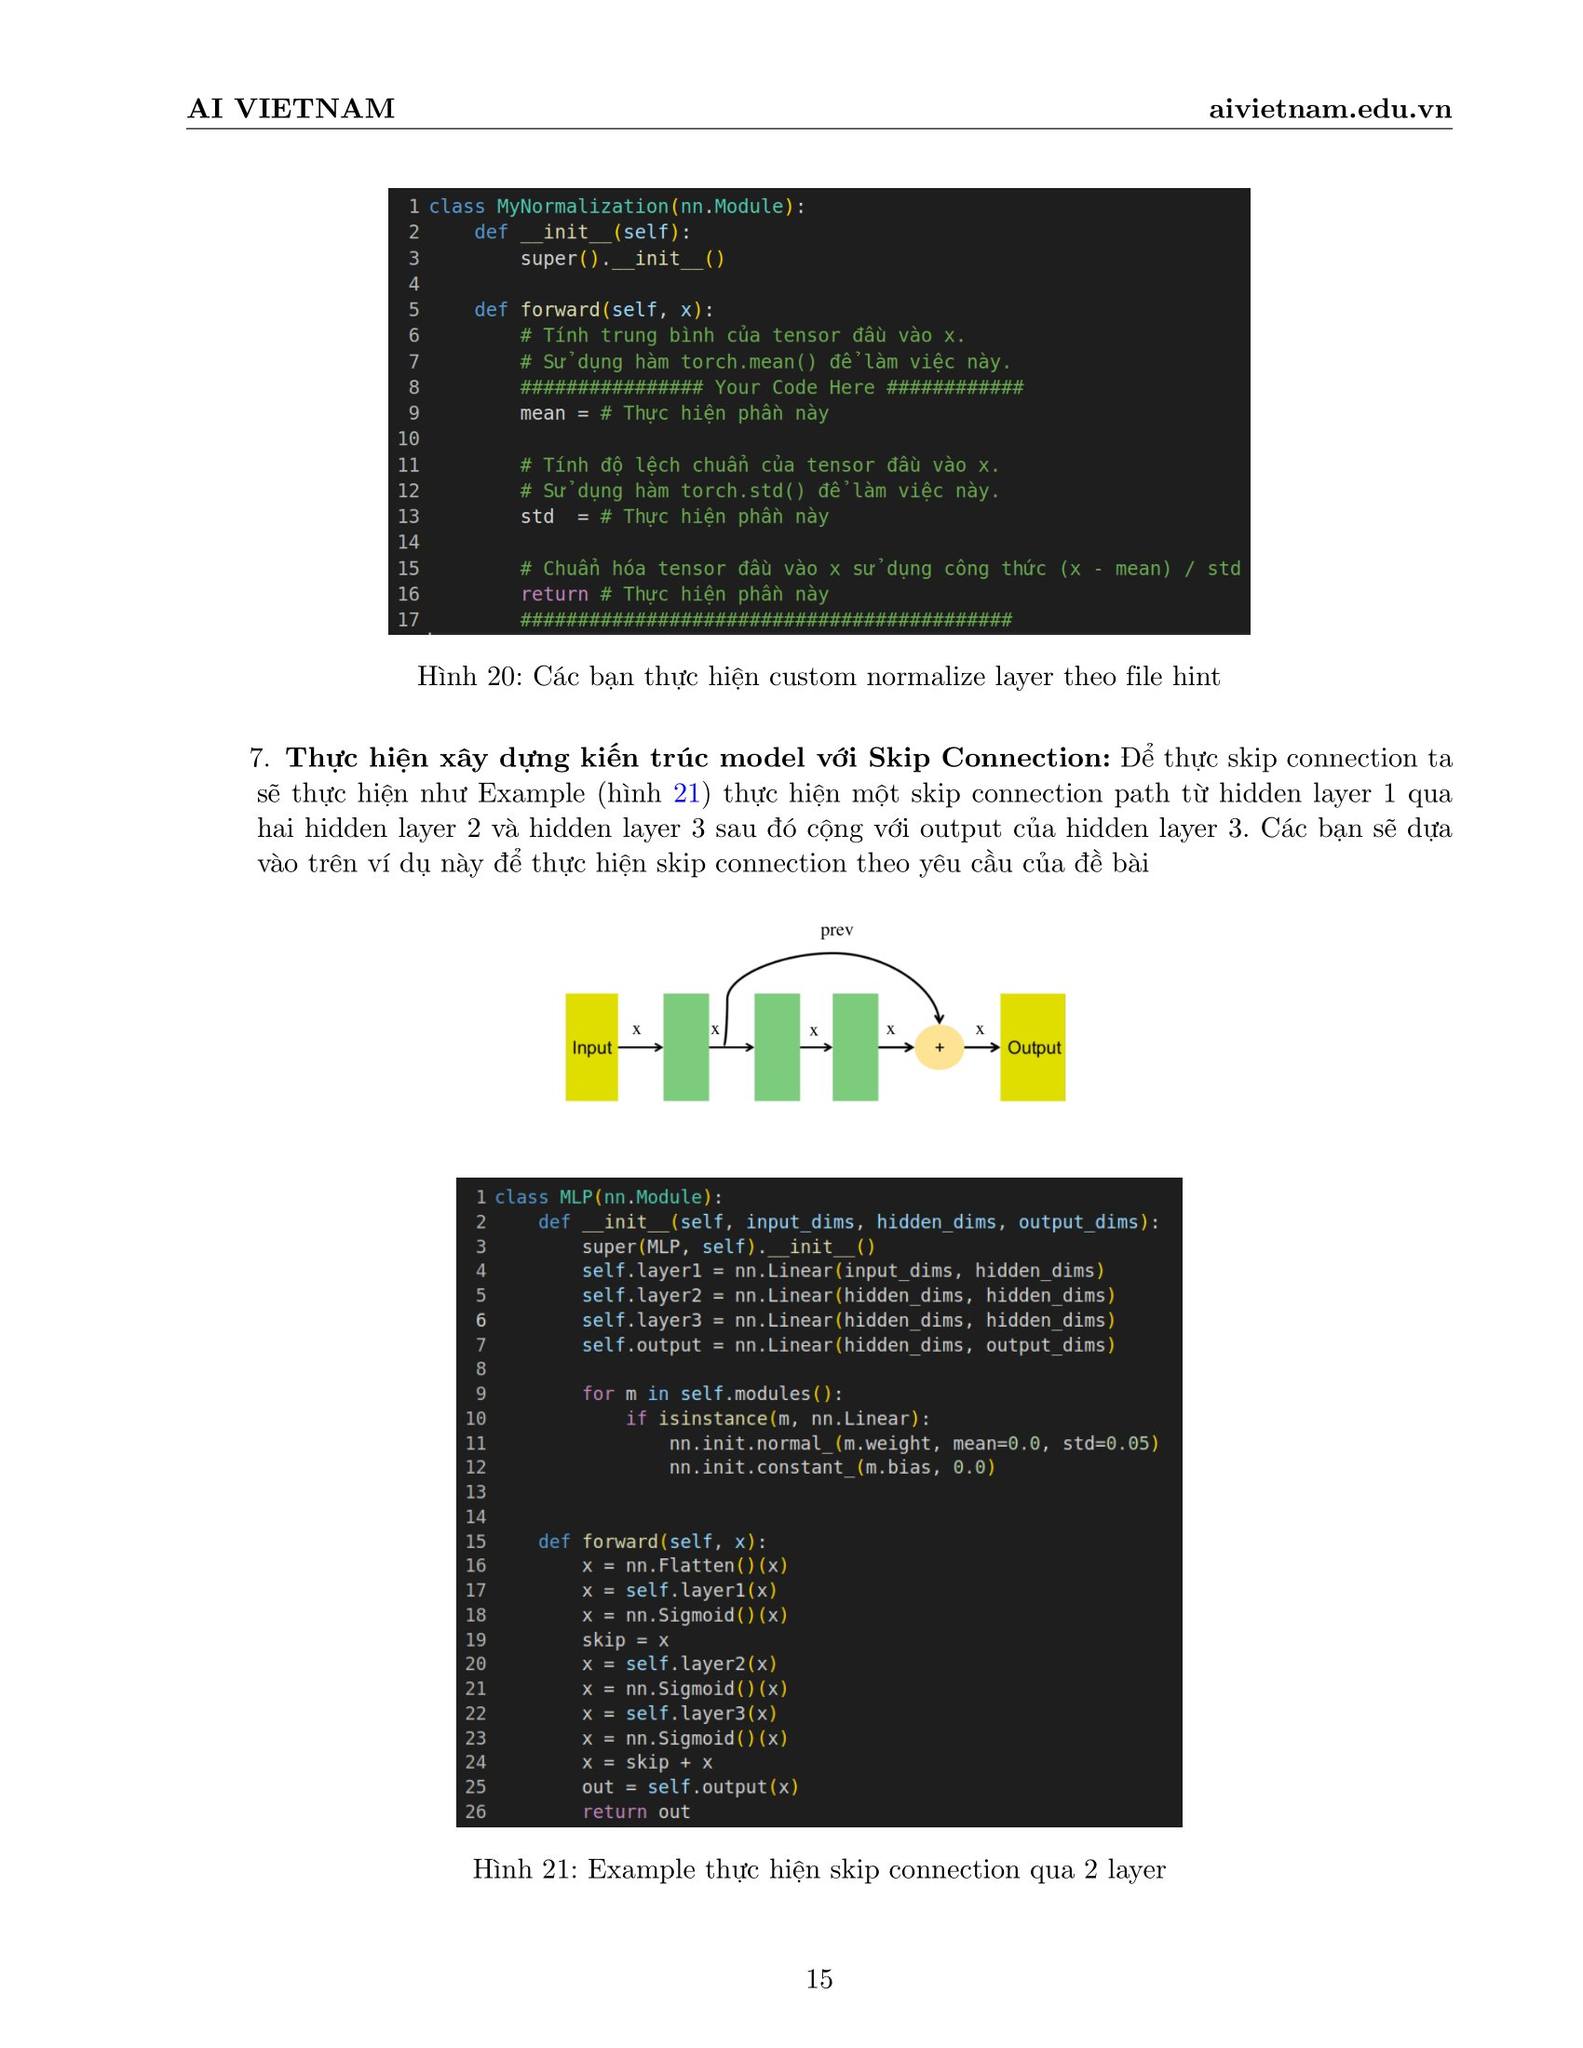 AI VIETNAM aivietnam.edu.vn
1 class MyNormalization(nn.Module):
2 def __init__(self):
3 super().__init__()
4
5 def forward(self, x):
6 # Tính trung bình của tensor đầu vào x.
7 # Sử dụng hàm torch.mean() để làm việc này.
8 ################ Your Code Here ############
9 mean = # Thực hiện phần này
10
11 # Tính độ lệch chuẩn của tensor đầu vào x.
12 # Sử dụng hàm torch.std() để làm việc này.
13 std  = # Thực hiện phần này
14
15 # Chuẩn hóa tensor đầu vào x sử dụng công thức (x - mean) / std
16 return # Thực hiện phần này
17 ###########################################
Hình 20: Các bạn thực hiện custom normalize layer theo file hint
7. Thực hiện xây dựng kiến trúc model với Skip Connection: Để thực skip connection ta
sẽ thực hiện như Example (hình 21) thực hiện một skip connection path từ hidden layer 1 qua
hai hidden layer 2 và hidden layer 3 sau đó cộng với output của hidden layer 3. Các bạn sẽ dựa
vào trên ví dụ này để thực hiện skip connection theo yêu cầu của đề bài
prev
x x x x x
Input + Output
1 class MLP(nn.Module):
2 def __init__(self, input_dims, hidden_dims, output_dims):
3 super(MLP, self).__init__()
4 self.layer1 = nn.Linear(input_dims, hidden_dims)
5 self.layer2 = nn.Linear(hidden_dims, hidden_dims)
6 self.layer3 = nn.Linear(hidden_dims, hidden_dims)
7 self.output = nn.Linear(hidden_dims, output_dims)
8
9 for m in self.modules():
10 if isinstance(m, nn.Linear):
11 nn.init.normal_(m.weight, mean=0.0, std=0.05)
12 nn.init.constant_(m.bias, 0.0)
13
14
15 def forward(self, x):
16 x = nn.Flatten()(x)
17 x = self.layer1(x)
18 x = nn.Sigmoid()(x)
19 skip = x
20 x = self.layer2(x)
21 x = nn.Sigmoid()(x)
22 x = self.layer3(x)
23 x = nn.Sigmoid()(x)
24 x = skip + x
25 out = self.output(x)
26 return out
Hình 21: Example thực hiện skip connection qua 2 layer
15